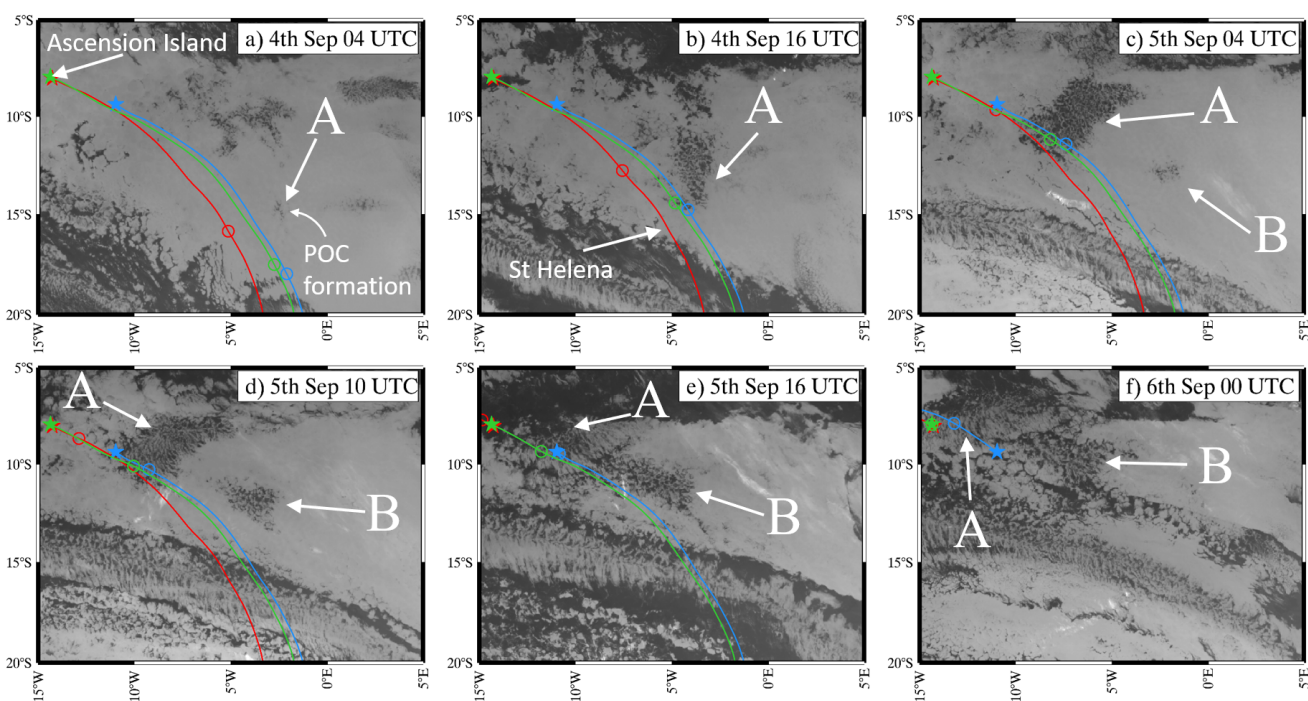 a) 4th Sep 04 UTC
Ascension Island
A
POC
formation
5°S
10°S
15°S
20°S
15°W
10°W
5°W
0°E
5°E
b) 4th Sep 16 UTC
A
St Helena
5°S
10°S
15°S
20°S
15°W
10°W
5°W
0°E
5°E
c) 5th Sep 04 UTC
A
B
5°S
10°S
15°S
20°S
15°W
10°W
5°W
0°E
5°E
d) 5th Sep 10 UTC
A
B
5°S
10°S
15°S
20°S
15°W
10°W
5°W
0°E
5°E
e) 5th Sep 16 UTC
A
B
5°S
10°S
15°S
20°S
15°W
10°W
5°W
0°E
5°E
f) 6th Sep 00 UTC
B
A
5°S
10°S
15°S
20°S
15°W
10°W
5°W
0°E
5°E